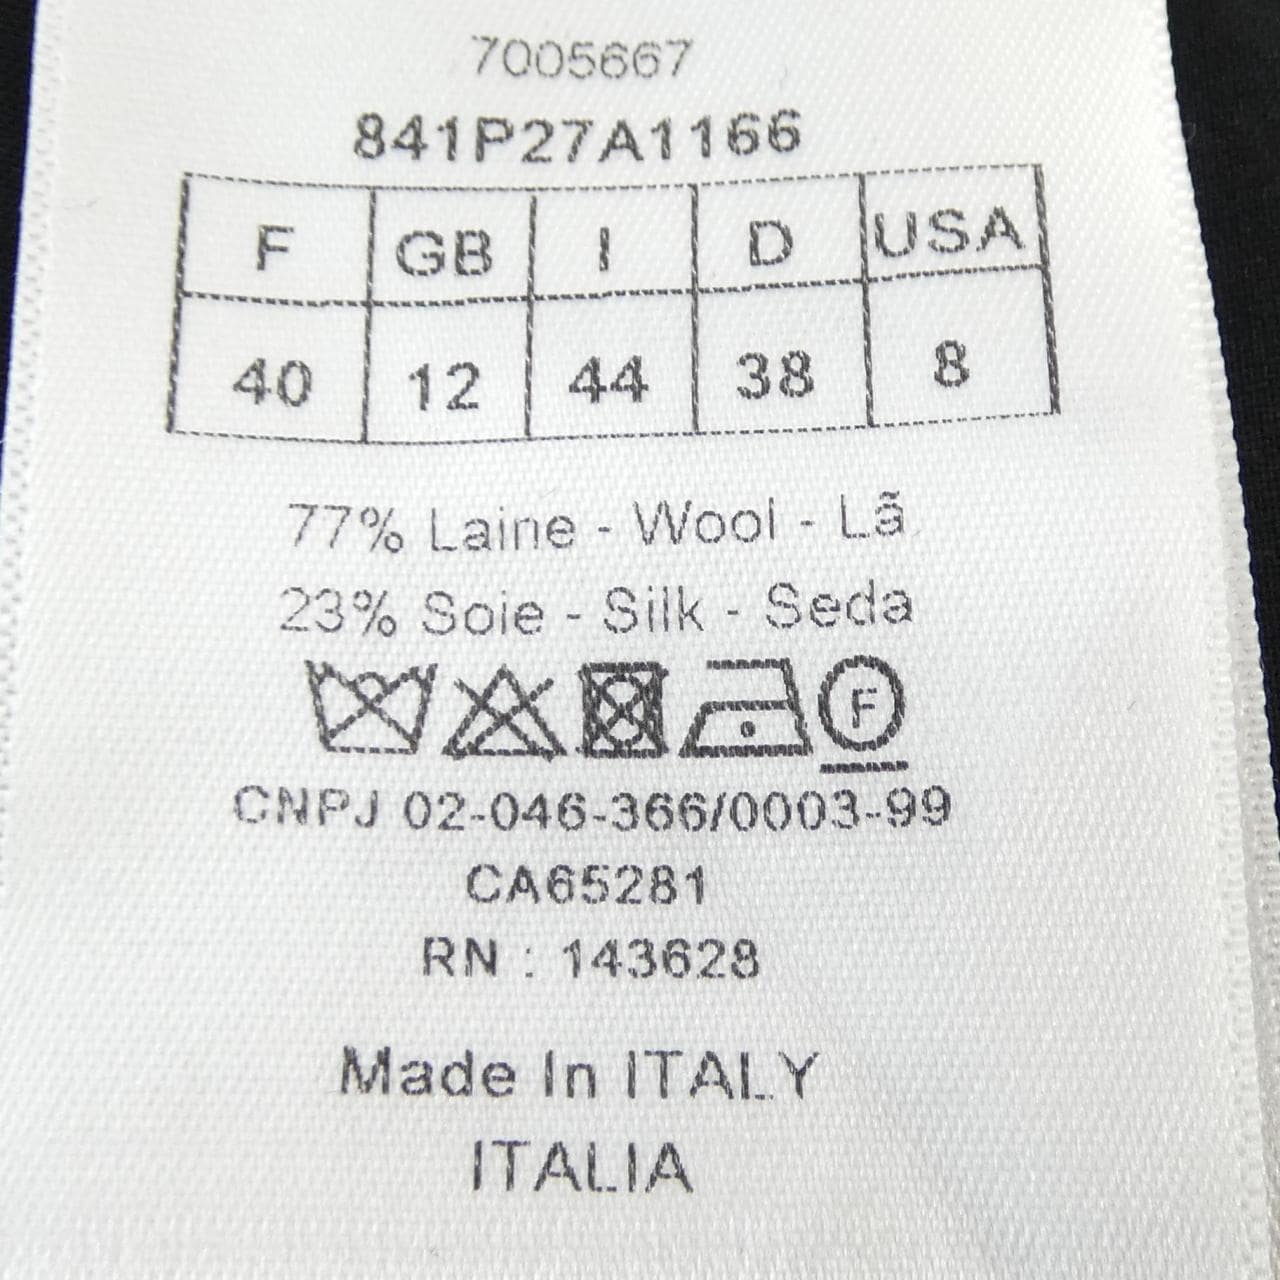 7005667
841P27A1166
F GB I D USA
40 12 44 38 8
77% Laine - Wool - Lã
23% Soie - Silk - Seda
F
CNPJ 02-046-366/0003-99
CA65281
RN : 143628
Made In ITALY
ITALIA